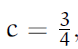 c = 3/4,